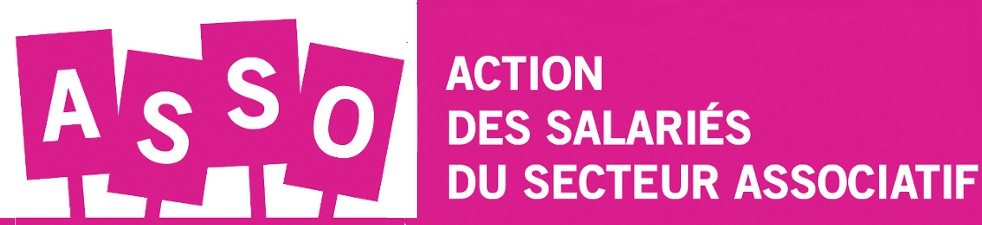 ASSO
ACTION
DES SALARIÉS
DU SECTEUR ASSOCIATIF